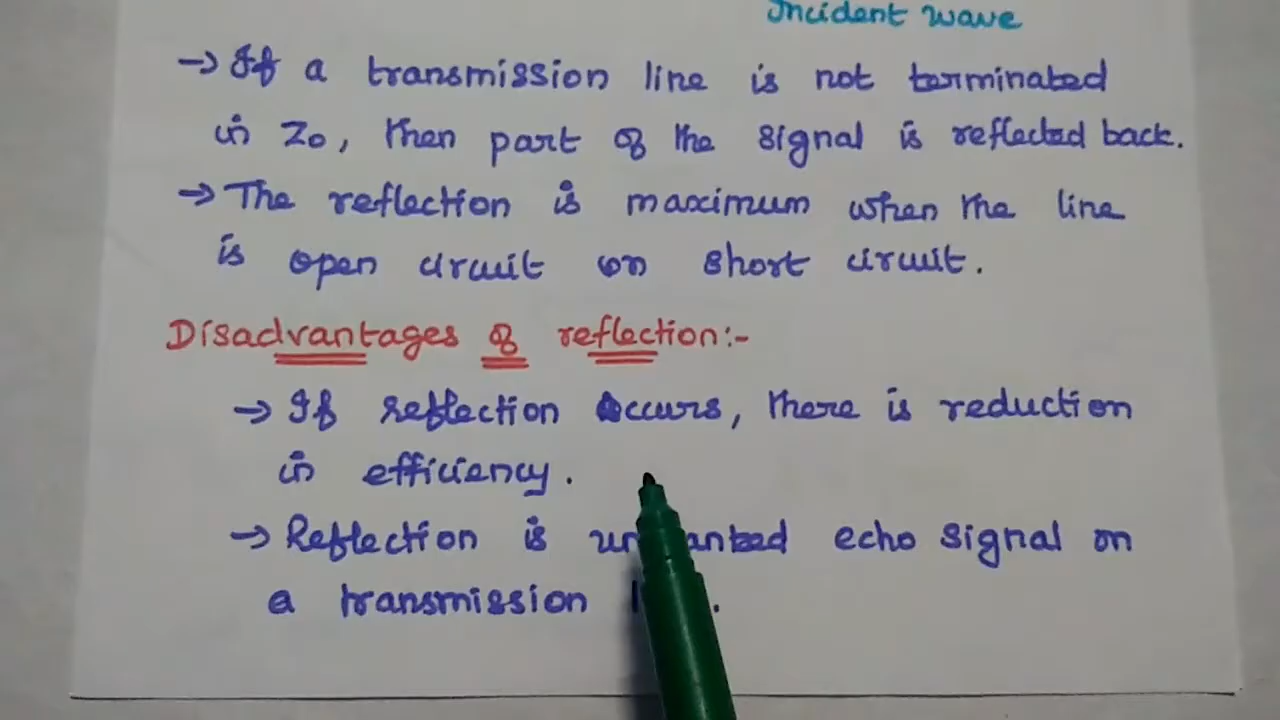 Incident wave
→ If a transmission line is not terminated
in Zo, then part of the signal is reflected back.
→ The reflection is maximum when the line
is open circuit or short circuit.
Disadvantages of reflection:-
→ If reflection occurs, there is reduction
in efficiency.
→ Reflection is echo signal on
a transmission